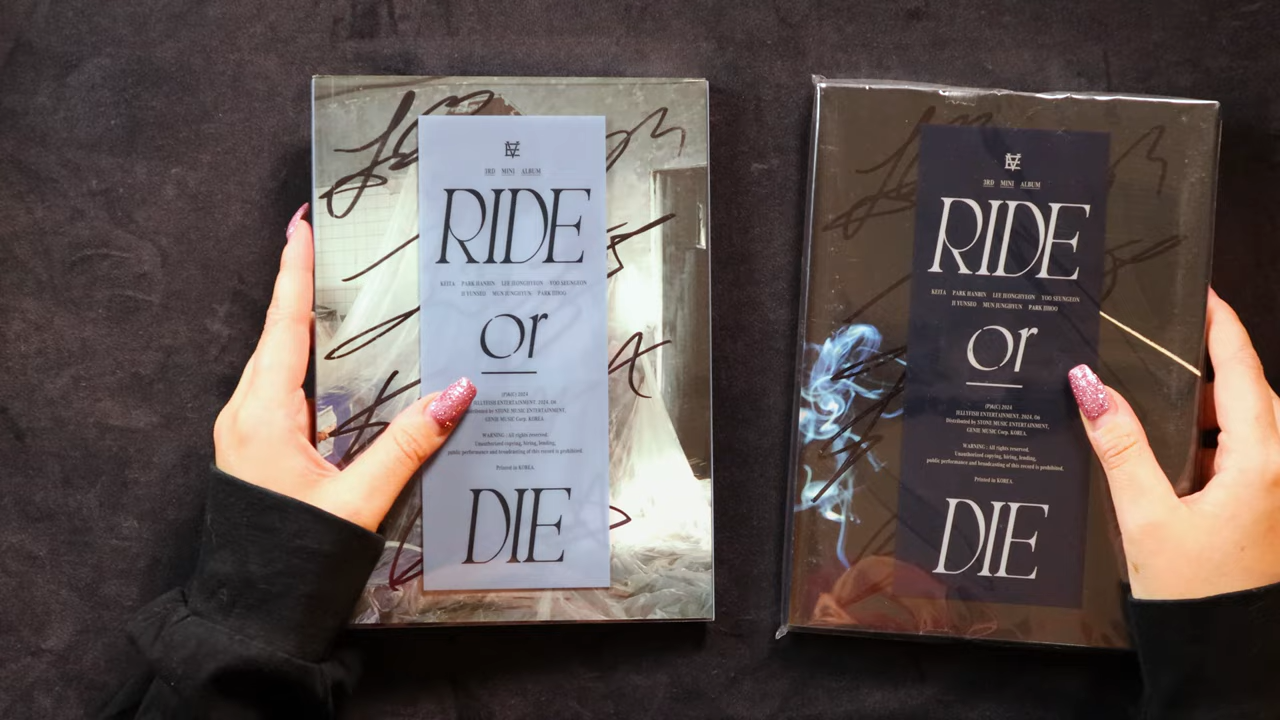 3RD MINI ALBUM
RIDE
KEITA PARK HANBIN LEE JEONGHYEON YOO SEUNGEON
JI YUNSEO MUN JUNGHYUN PARK JIHOO
or
(P)&(C) 2024
JELLYFISH ENTERTAINMENT. 2024. 06
Distributed by STONE MUSIC ENTERTAINMENT,
GENIE MUSIC Corp. KOREA.
WARNING : All rights reserved.
Unauthorized copying, hiring, lending,
public performance and broadcasting of this record is prohibited.
Printed in KOREA.
DIE
3RD MINI ALBUM
RIDE
KEITA PARK HANBIN LEE JEONGHYEON YOO SEUNGEON
JI YUNSEO MUN JUNGHYUN PARK JIHOO
or
(P)&(C) 2024
JELLYFISH ENTERTAINMENT. 2024. 06
Distributed by STONE MUSIC ENTERTAINMENT,
GENIE MUSIC Corp. KOREA.
WARNING : All rights reserved.
Unauthorized copying, hiring, lending,
public performance and broadcasting of this record is prohibited.
Printed in KOREA.
DIE